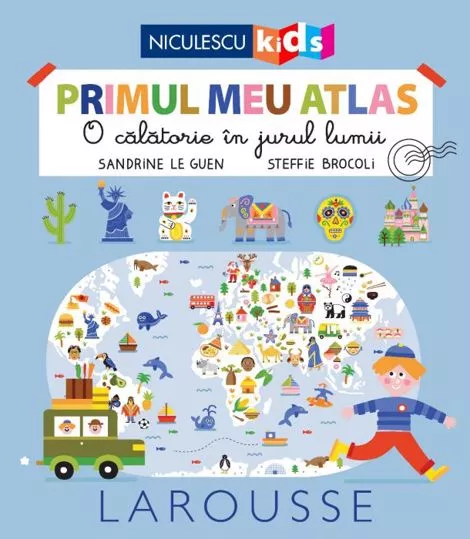 NICULESCU kids
PRIMUL MEU ATLAS
O călătorie în jurul lumii
SANDRINE LE GUEN STEFFIE BROCOLI
LAROUSSE